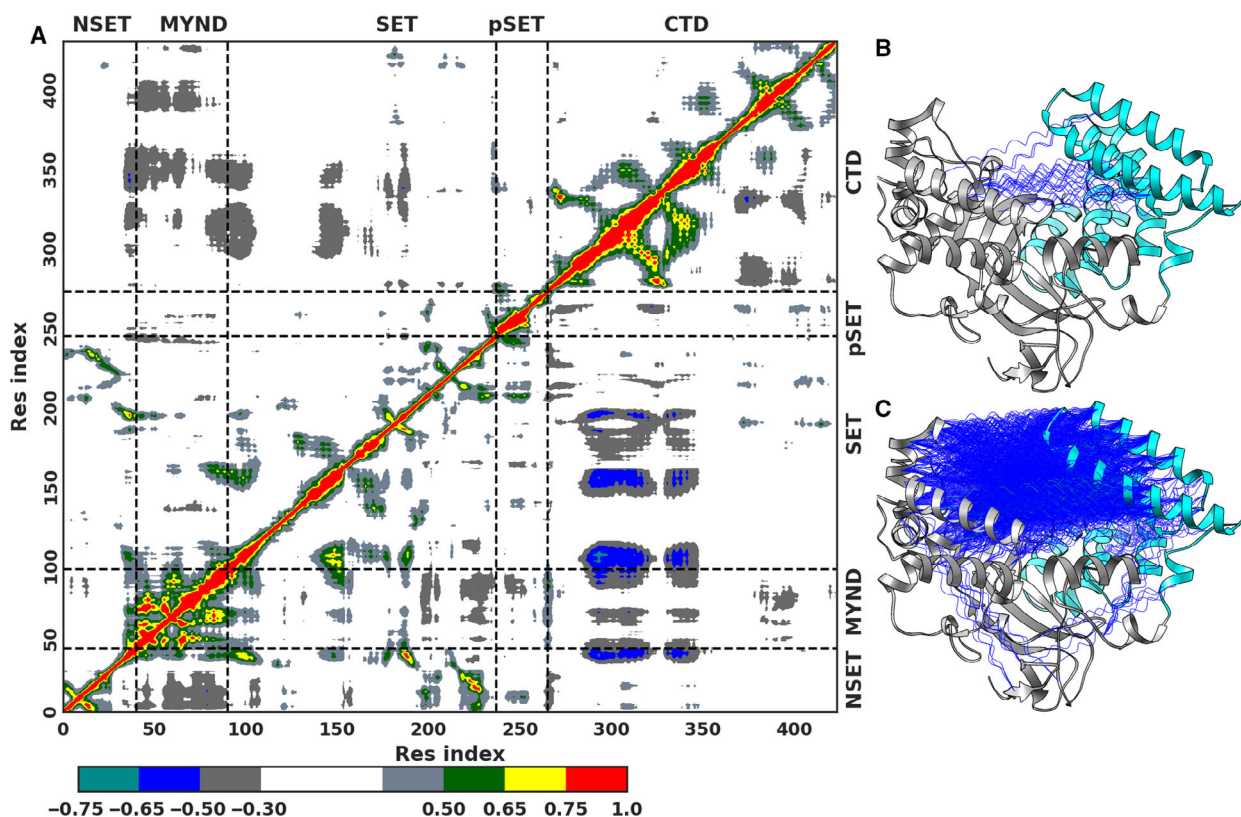 NSET MYND SET pSET CTD
A
B
C
400
350
300
250
200
150
100
50
0
Res index
0 50 100 150 200 250 300 350 400
Res index
CTD
pSET
SET
MYND
NSET
−0.75 −0.65 −0.50 −0.30 0.50 0.65 0.75 1.0